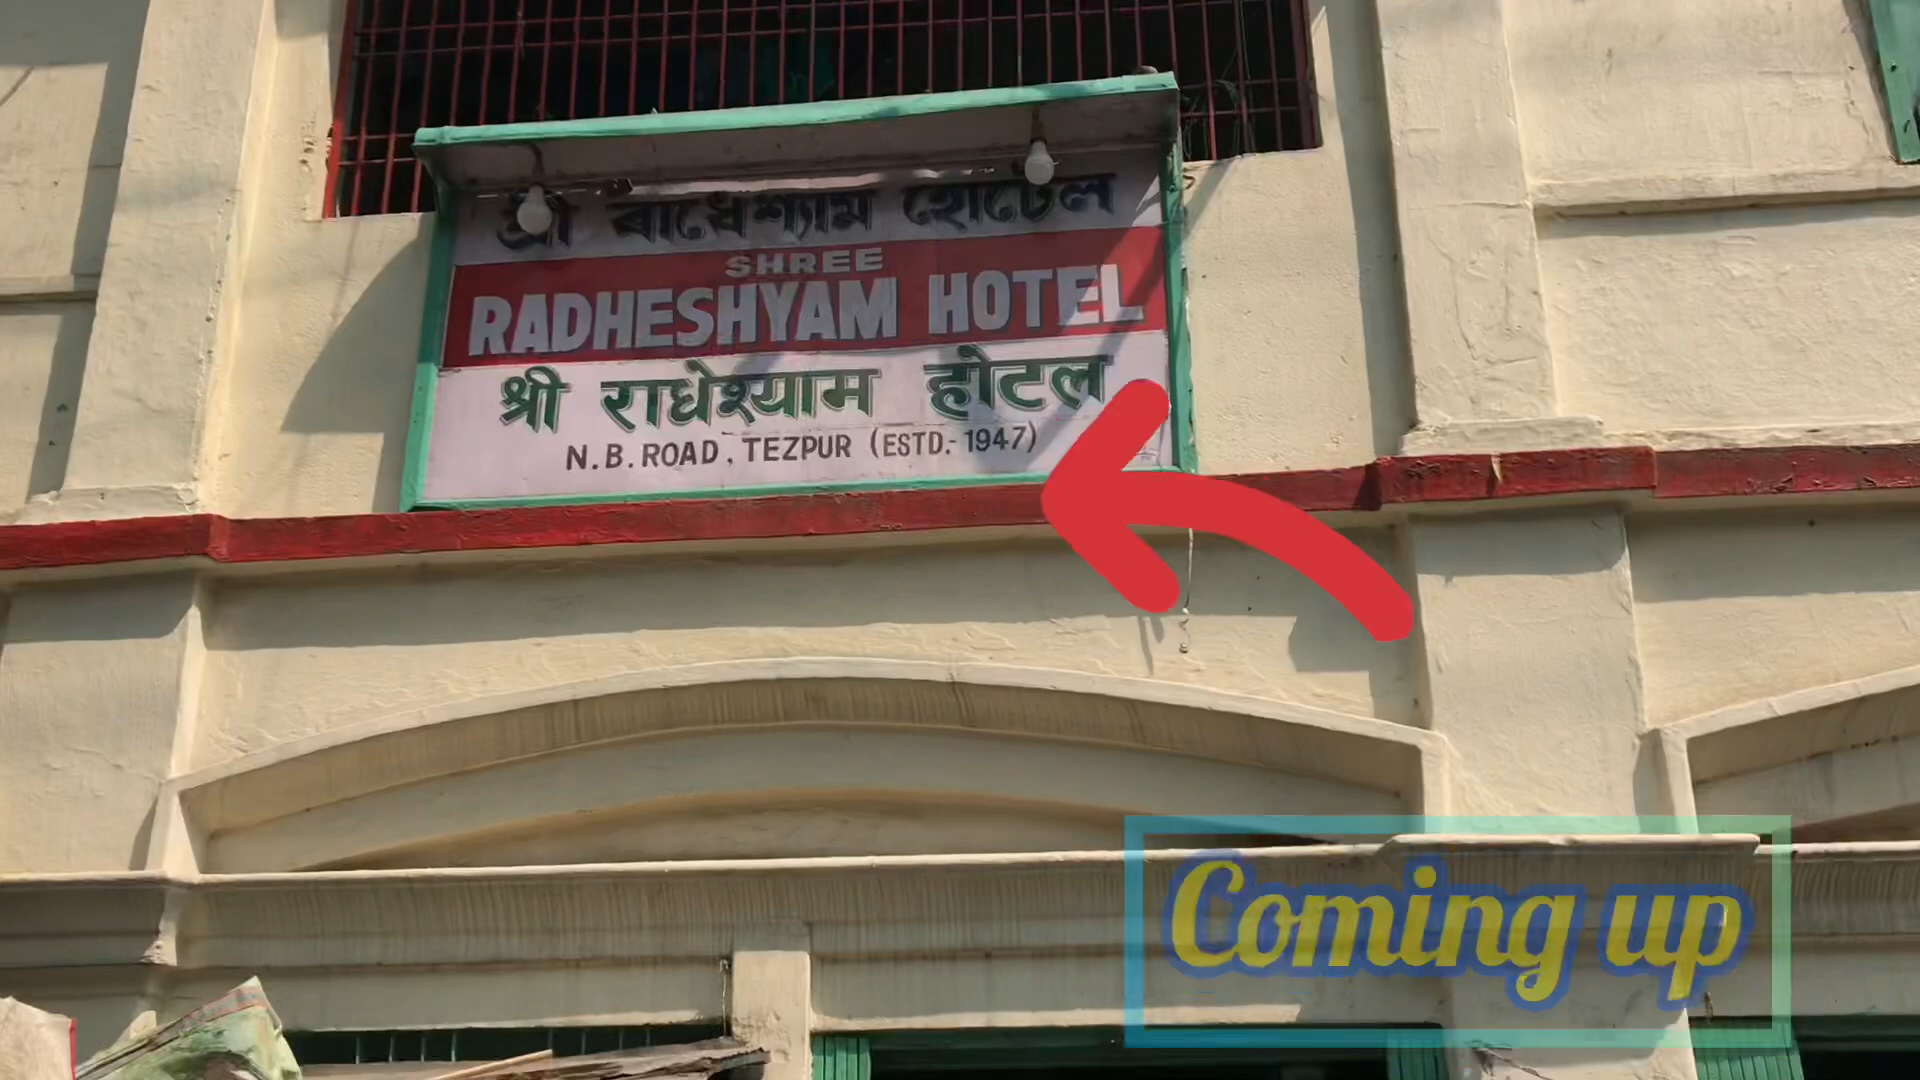 শ্ৰী ৰাধেশ্যাম হোটেল
SHREE
RADHESHYAM HOTEL
श्री राधेश्याम होटल
N.B. ROAD, TEZPUR (ESTD.- 1947)
Coming up